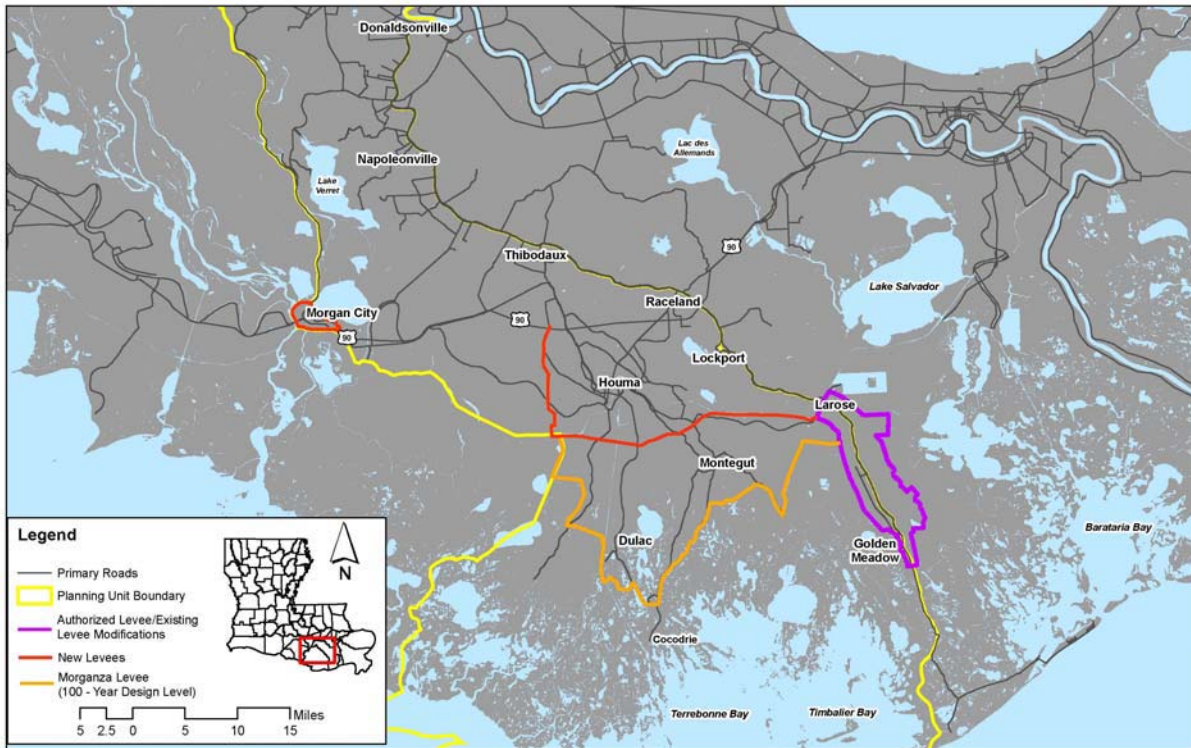 Donaldsonville
Napoleonville
Lake
Verret
Lac des
Allemands
90
Thibodaux
Lake Salvador
Raceland
Morgan City
90
90
Lockport
Houma
Larose
Montegut
Barataria Bay
Golden
Meadow
Dulac
Cocodrie
Terrebonne Bay
Timbalier Bay
Legend
N
Primary Roads
Planning Unit Boundary
Authorized Levee/Existing
Levee Modifications
New Levees
Morganza Levee
(100 - Year Design Level)
Miles
5 2.5 0 5 10 15